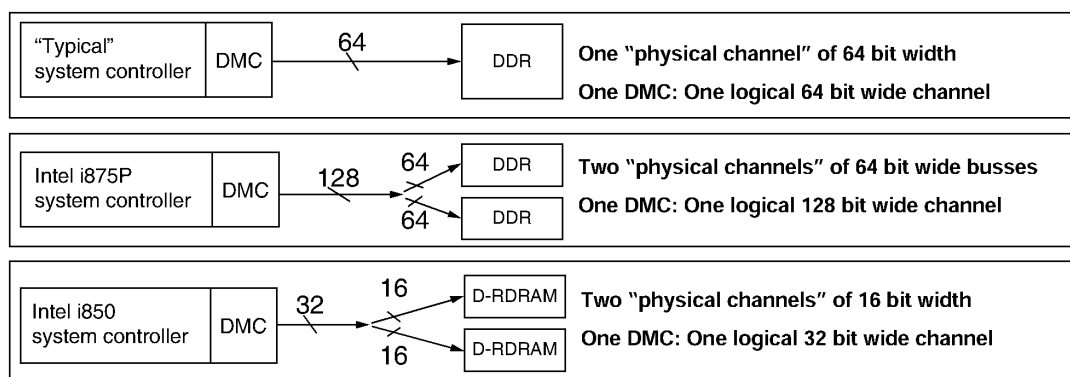 “Typical”
system controller
DMC
64
DDR
One “physical channel” of 64 bit width
One DMC: One logical 64 bit wide channel
Intel i875P
system controller
DMC
128
64
64
DDR
DDR
Two “physical channels” of 64 bit wide busses
One DMC: One logical 128 bit wide channel
Intel i850
system controller
DMC
32
16
16
D-RDRAM
D-RDRAM
Two “physical channels” of 16 bit width
One DMC: One logical 32 bit wide channel